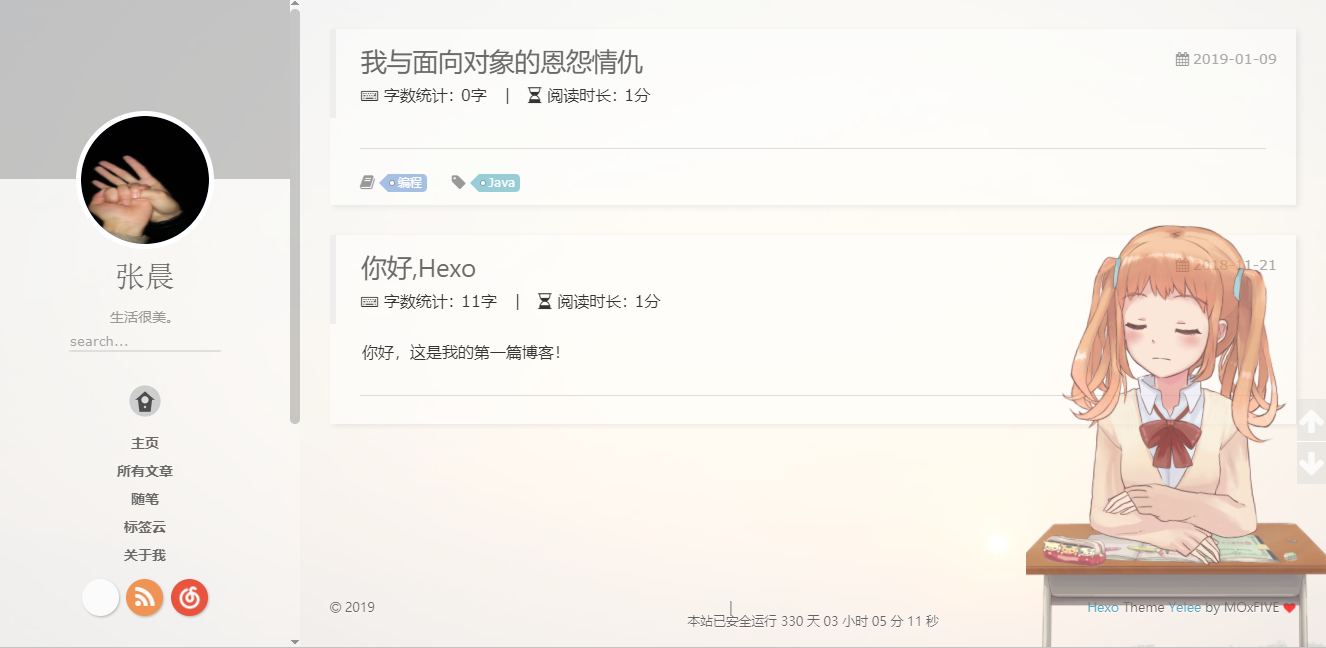 张晨
生活很美。
search...
主页
所有文章
随笔
标签云
关于我
我与面向对象的恩怨情仇
2019-01-09
字数统计：0字 | 阅读时长：1分
编程 Java
你好,Hexo
2018-11-21
字数统计：11字 | 阅读时长：1分
你好，这是我的第一篇博客！
© 2019
|
本站已安全运行 330 天 03 小时 05 分 11 秒
Hexo Theme Yelee by MOxFIVE ❤